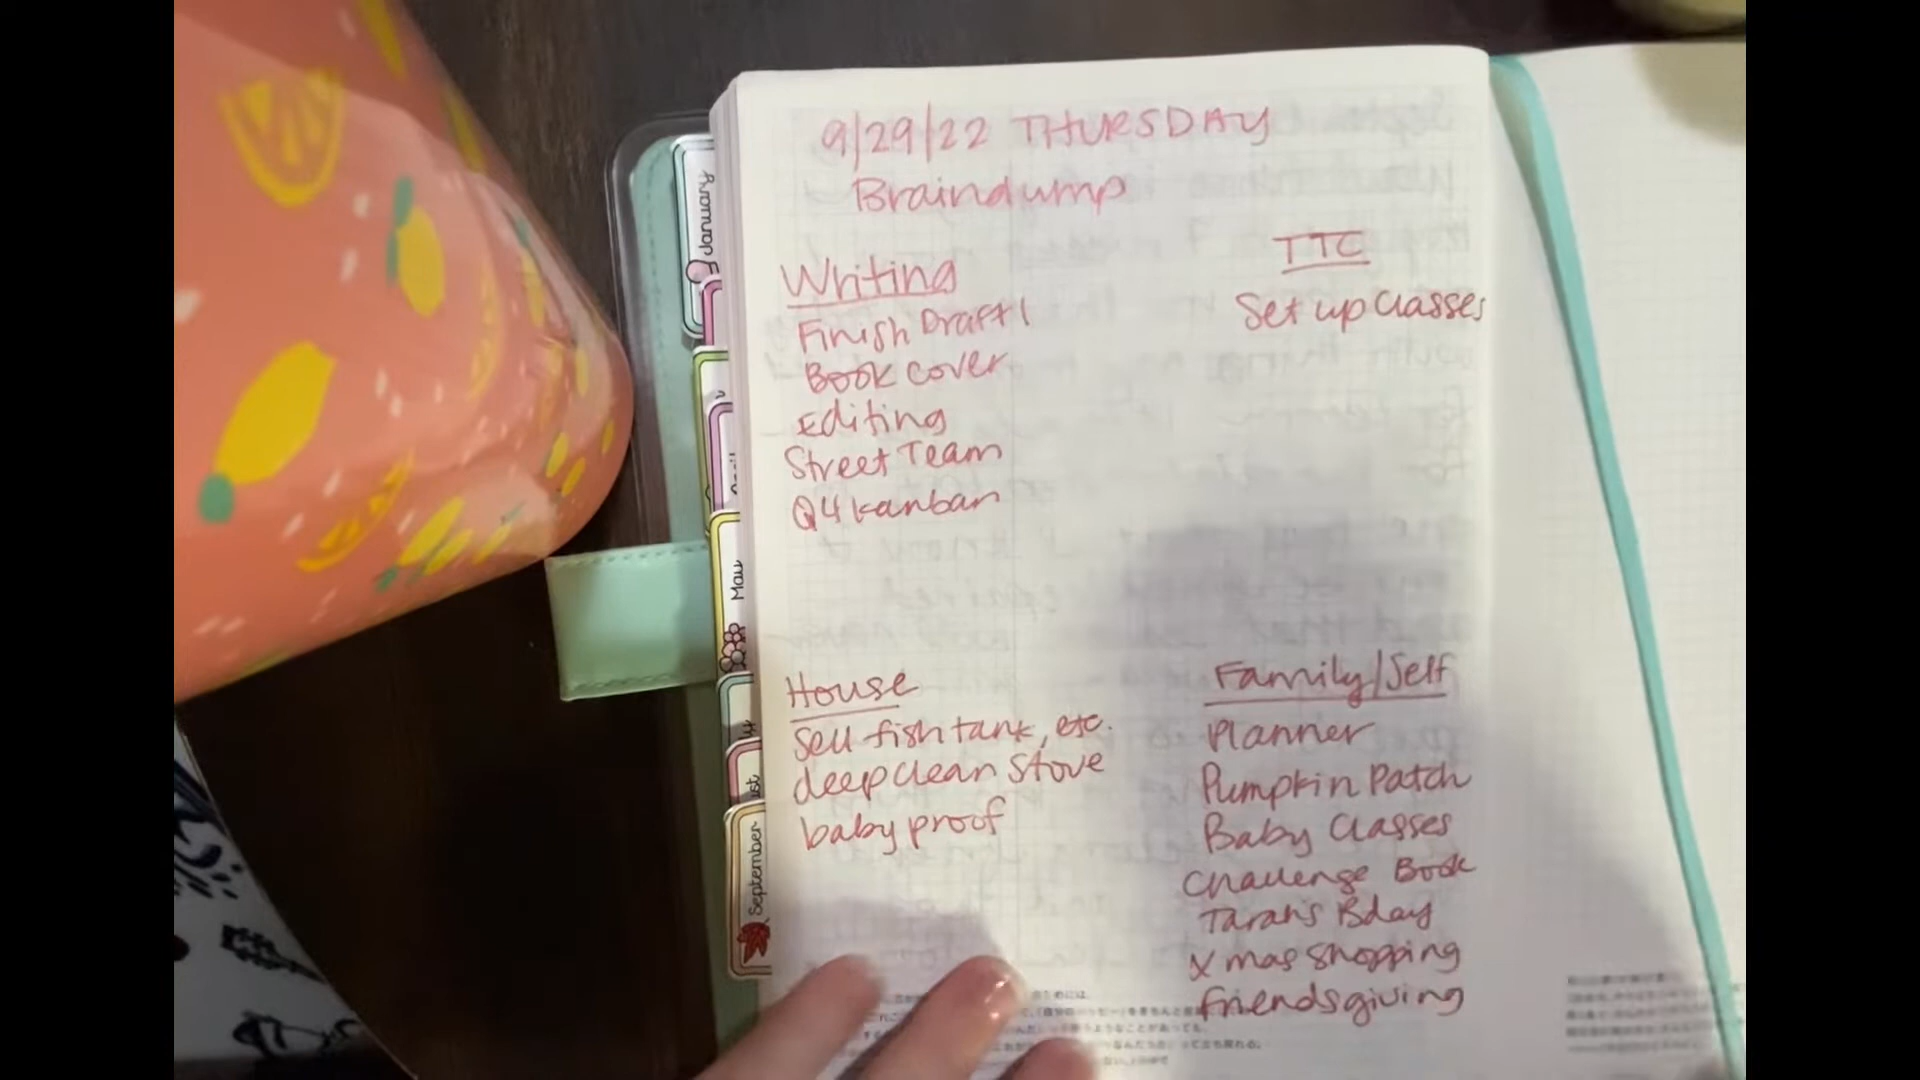 9/29/22 THURSDAY
Braindump
Writing
Finish Draft 1
Book cover
Editing
Street Team
Q4 Kanban
TTC
Set up Classes
House
Sell fish tank, etc.
deep clean Stove
baby proof
Family/Self
Planner
Pumpkin Patch
Baby Classes
Challenge Book
Tarah's Bday
Xmas Shopping
Friendsgiving
January
May
September